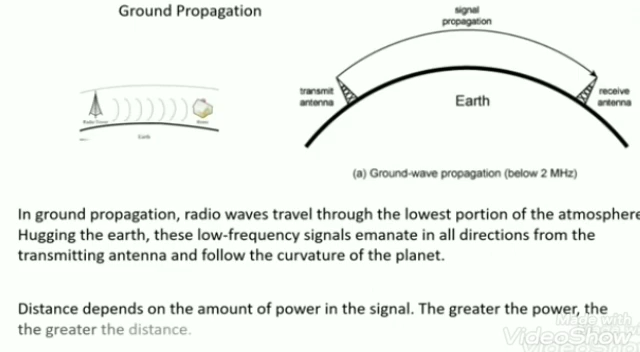 Ground Propagation
signal
propagation
transmit
antenna
receive
antenna
Earth
Earth
(a) Ground-wave propagation (below 2 MHz)
In ground propagation, radio waves travel through the lowest portion of the atmosphere
Hugging the earth, these low-frequency signals emanate in all directions from the
transmitting antenna and follow the curvature of the planet.
Distance depends on the amount of power in the signal. The greater the power, the
the greater the distance.
Made with
VideoShow